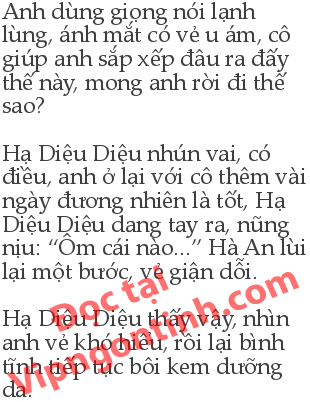 Anh dùng giọng nói lạnh
lùng, ánh mắt có vẻ u ám, cô
giúp anh sắp xếp đâu ra đấy
thế này, mong anh rời đi thế
sao?
Hạ Diệu Diệu nhún vai, có
điều, anh ở lại với cô thêm vài
ngày đương nhiên là tốt, Hạ
Diệu Diệu dang tay ra, nũng
nịu: “Ôm cái nào...” Hà An lùi
lại một bước, vẻ giận dỗi.
Hạ Diệu Diệu thấy vậy, nhìn
anh vẻ khó hiểu, rồi lại bình
tĩnh tiếp tục bôi kem dưỡng
da.
Đọc tại
Vipngontinh.com